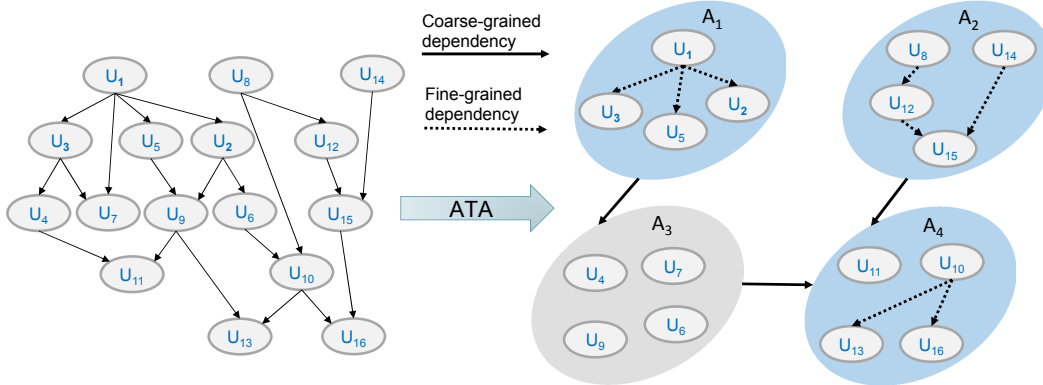 U1
U8
U14
U3
U5
U2
U12
U4
U7
U9
U6
U15
U11
U10
U13
U16
Coarse-grained
dependency
Fine-grained
dependency
ATA
A1
U1
U3
U5
U2
A2
U8
U14
U12
U15
A3
U4
U7
U9
U6
A4
U11
U10
U13
U16